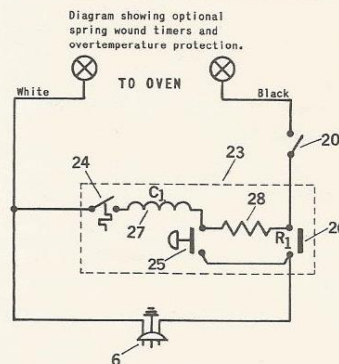 Diagram showing optional
spring wound timers and
overtemperature protection.
TO OVEN
White
Black
20
23
24
C1
28
27
R1
26
25
6